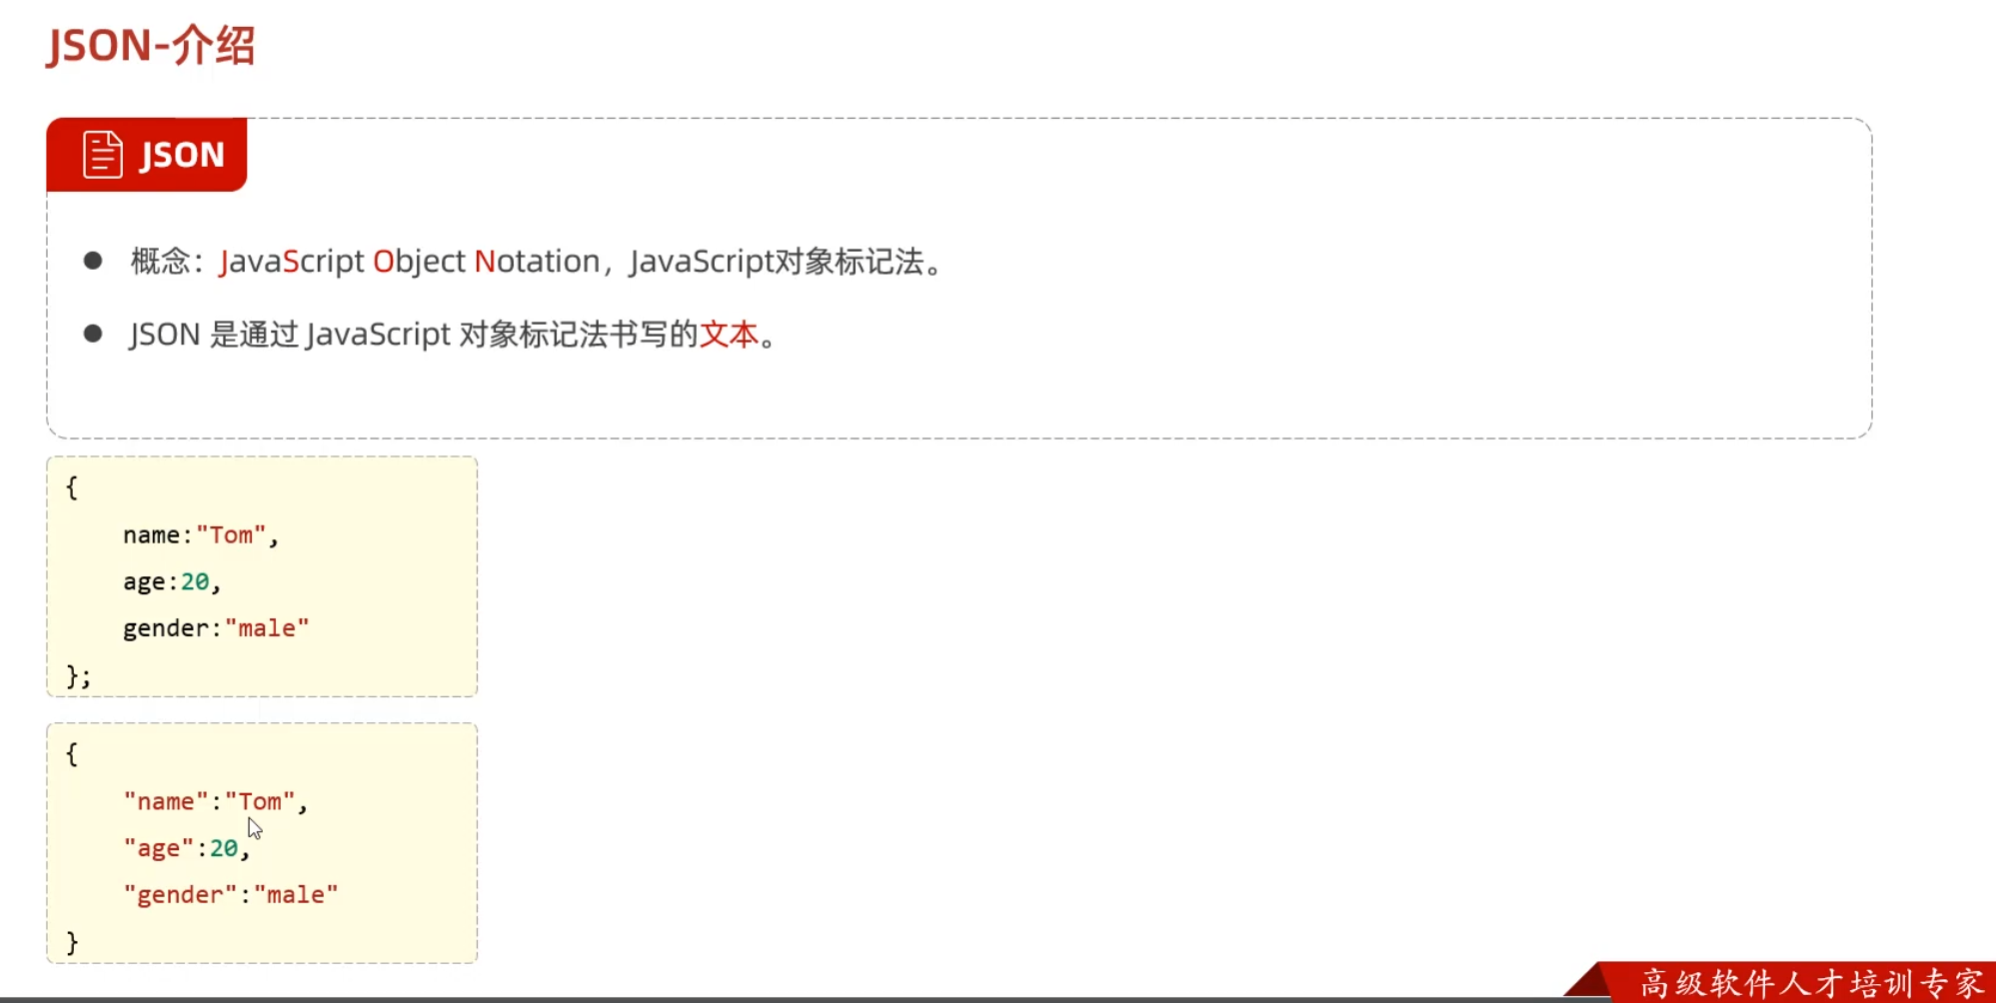 JSON-介绍
JSON
概念：JavaScript Object Notation，JavaScript对象标记法。
JSON 是通过 JavaScript 对象标记法书写的文本。
{
name:"Tom",
age:20,
gender:"male"
};
{
"name":"Tom",
"age":20,
"gender":"male"
}
高级软件人才培训专家